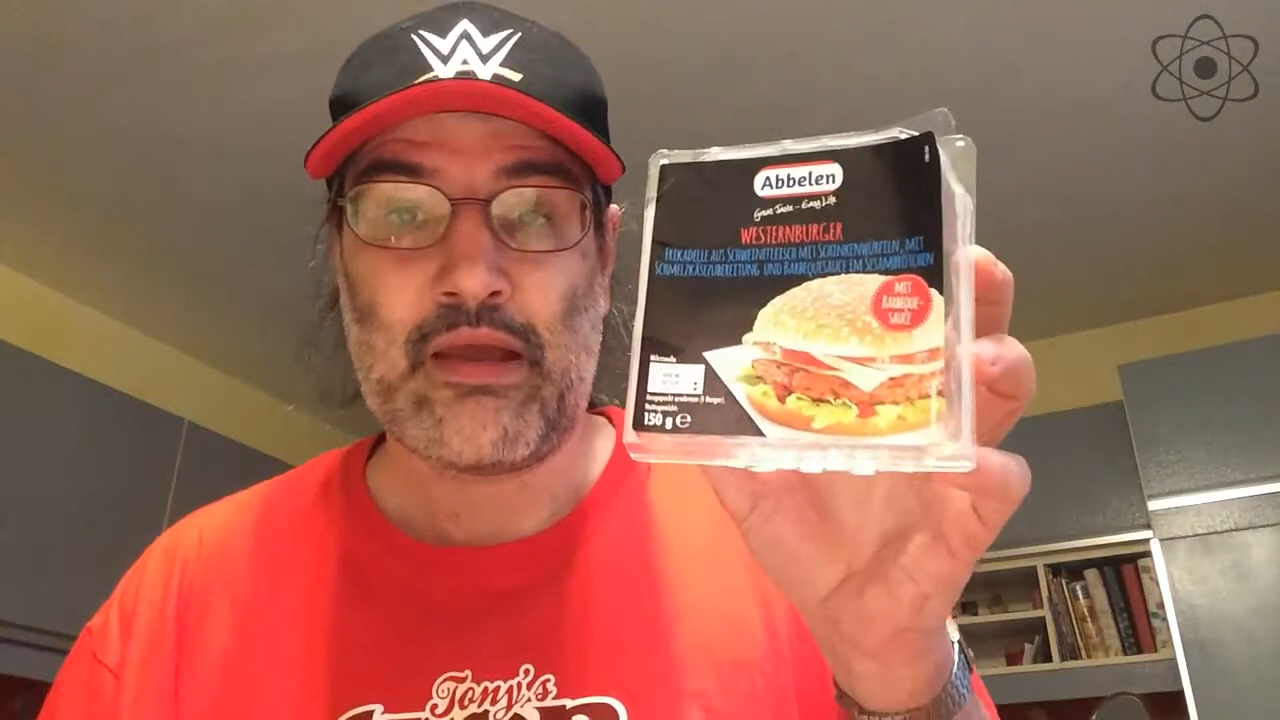 W
Abbelen
Great Taste – Easy Life
WESTERNBURGER
FRIKADELLE AUS SCHWEINEFLEISCH MIT SCHINKENWÜRFELN, MIT
SCHMELZKÄSEZUBEREITUNG UND BARBEQUESAUCE IM SESAMBRÖTCHEN
MIT
BARBEQUE-
SAUCE
Mikrowelle
150 g e
Tony's